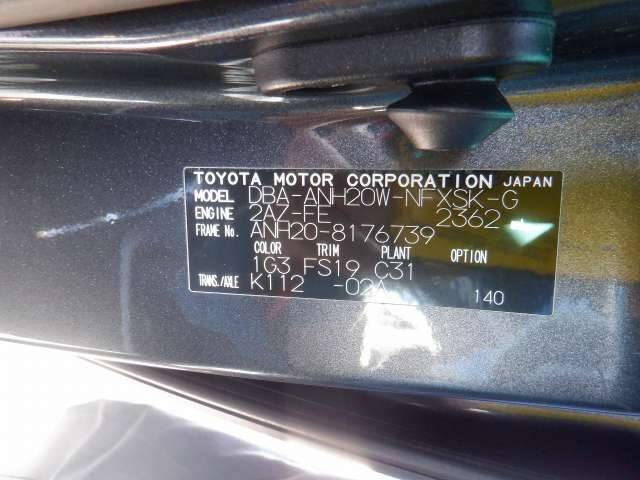 TOYOTA MOTOR CORPORATION JAPAN
MODEL DBA-ANH20W-NFXSK-G
ENGINE 2AZ-FE 2362
FRAME No. ANH20-8176739
COLOR TRIM PLANT OPTION
1G3 FS19 C31
TRANS./AXLE K112 -02A
140